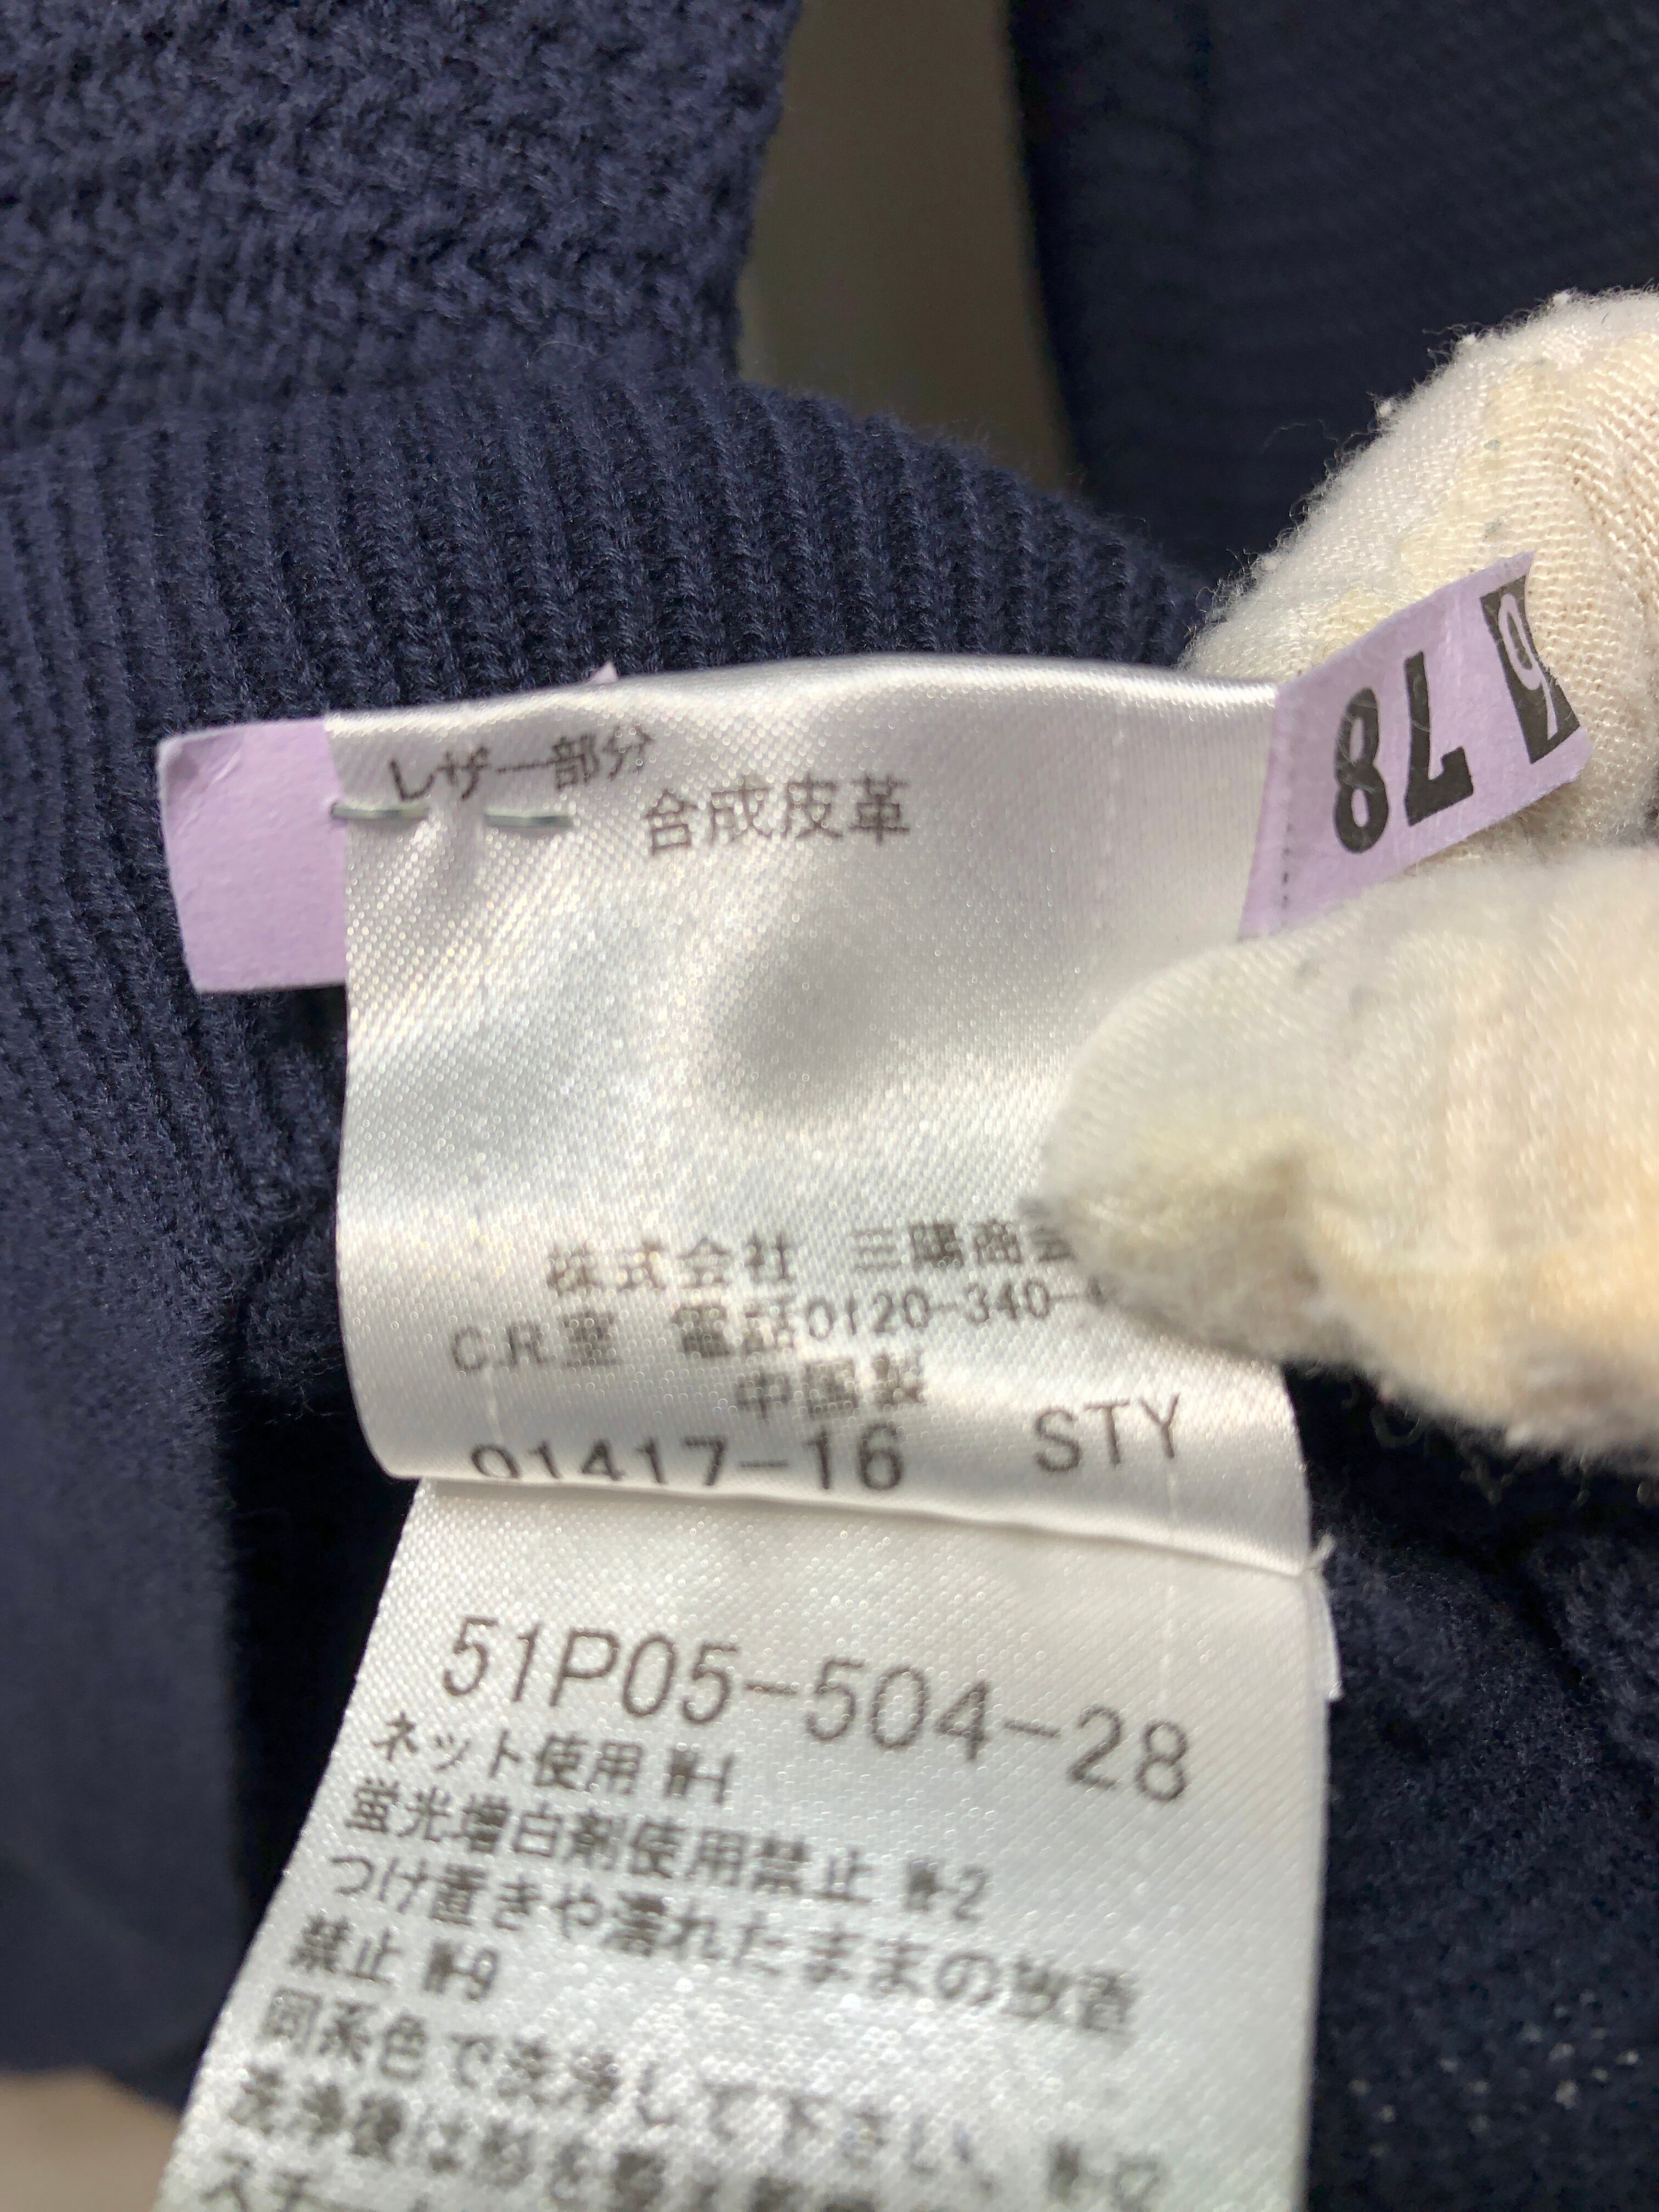 レザー部分
合成皮革
78
株式会社 三陽商会
C.R室 電話0120-340-
中国製
01417-16 STY
51P05-504-28
ネット使用 W-1
蛍光増白剤使用禁止 W-2
つけ置きや濡れたままの放置
禁止 W-9
同系色で洗浄して下さい
洗浄後は形を整え